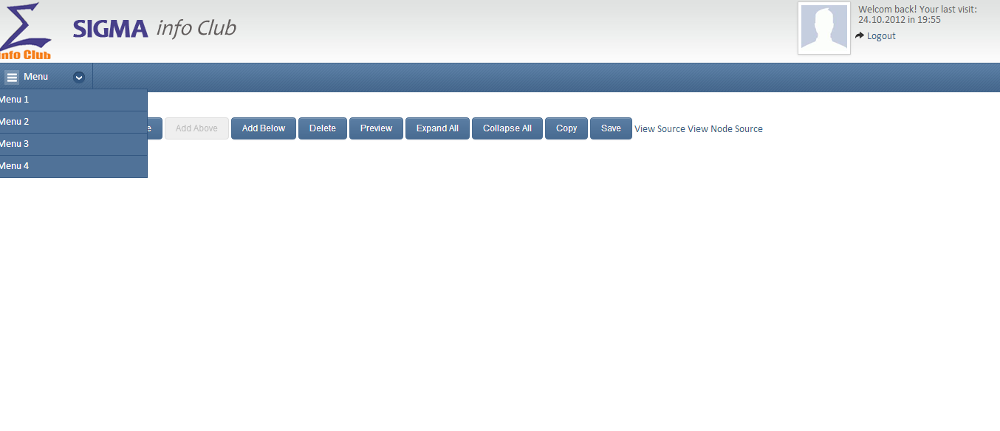 SIGMA info Club
info Club
Welcom back! Your last visit:
24.10.2012 in 19:55
Logout
Menu
Menu 1
Menu 2
Menu 3
Menu 4
e Add Above Add Below Delete Preview Expand All Collapse All Copy Save View Source View Node Source